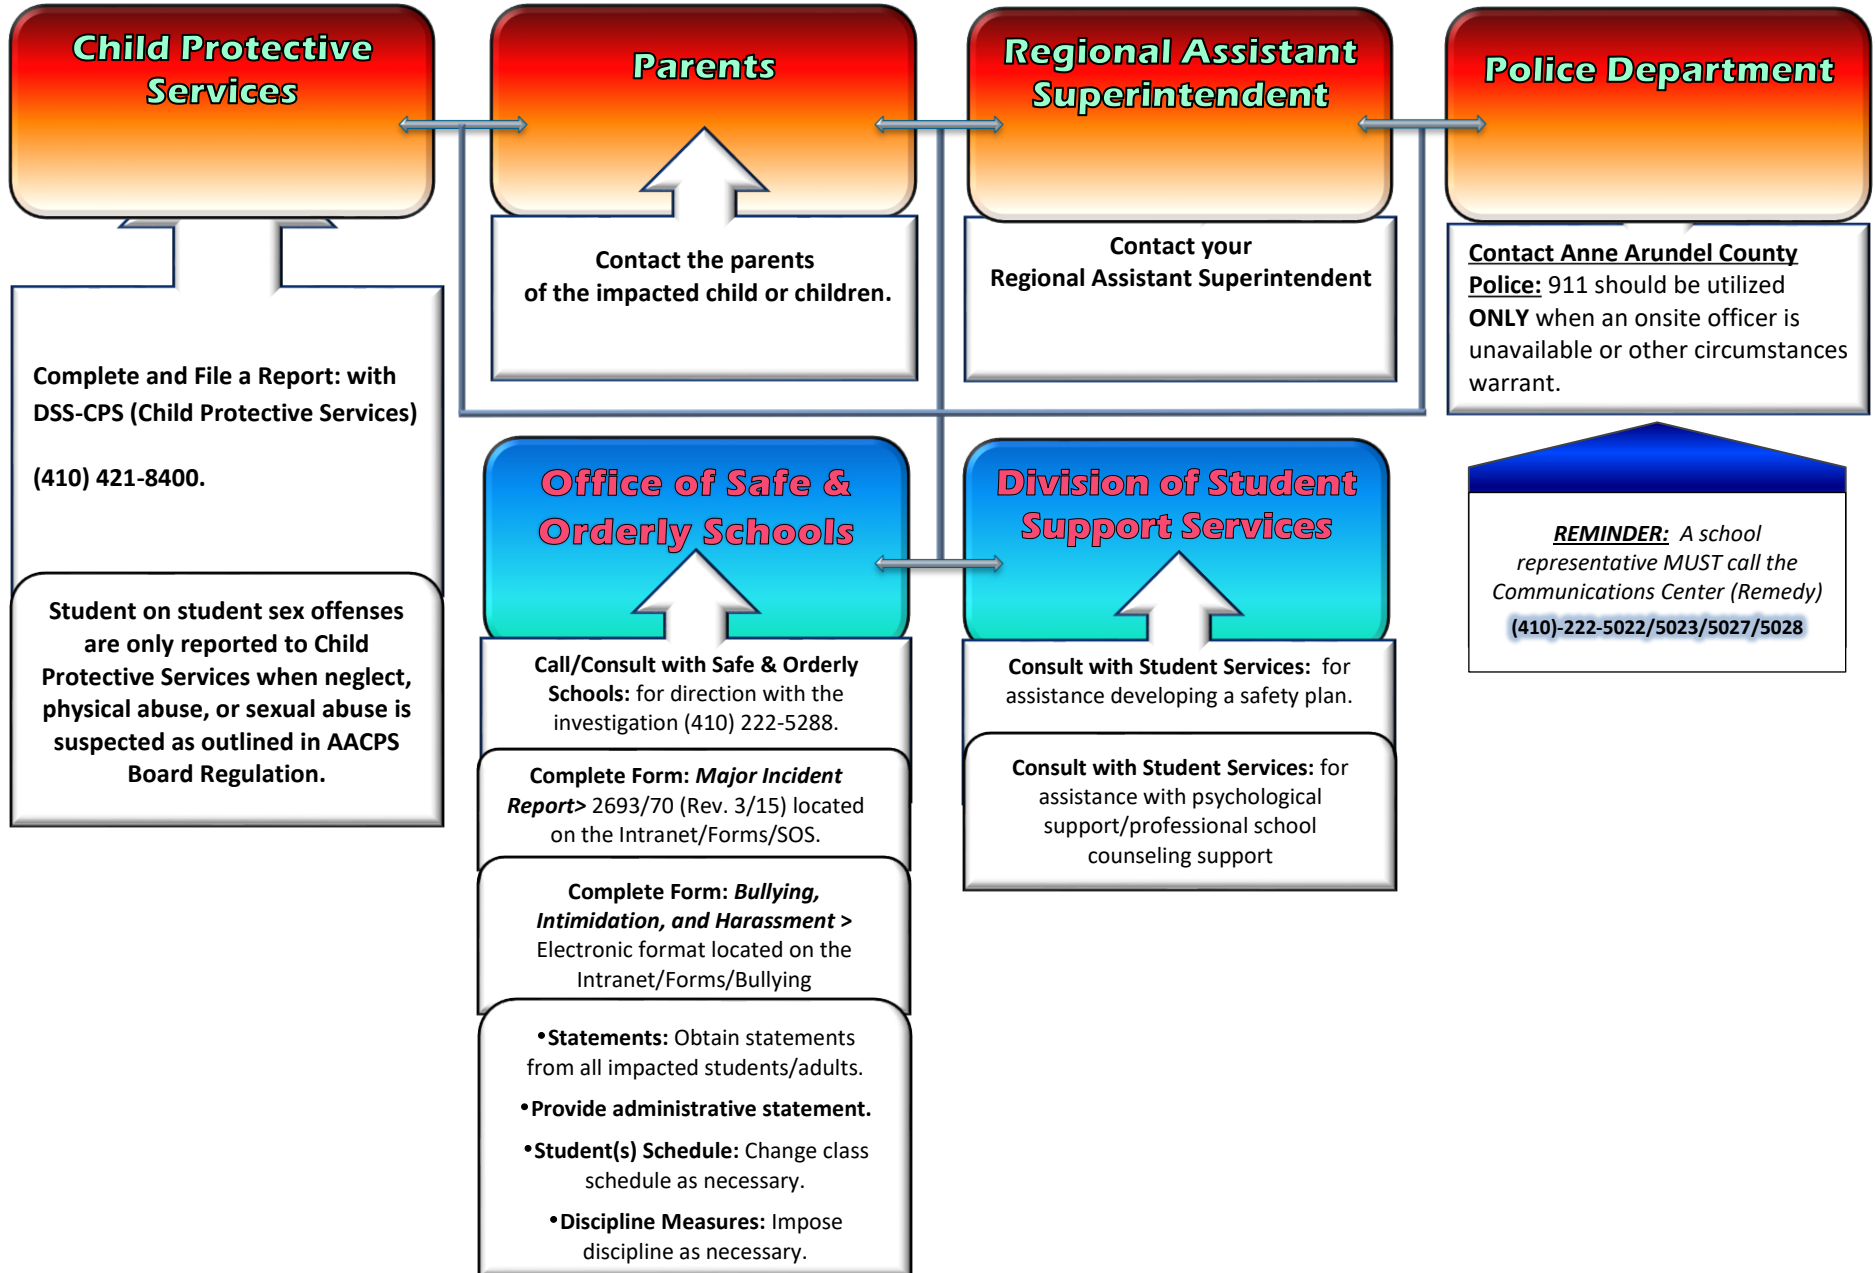 Child Protective
Services
Parents
Regional Assistant
Superintendent
Police Department
Complete and File a Report: with
DSS-CPS (Child Protective Services)
(410) 421-8400.
Student on student sex offenses
are only reported to Child
Protective Services when neglect,
physical abuse, or sexual abuse is
suspected as outlined in AACPS
Board Regulation.
Contact the parents
of the impacted child or children.
Contact your
Regional Assistant Superintendent
Contact Anne Arundel County
Police: 911 should be utilized
ONLY when an onsite officer is
unavailable or other circumstances
warrant.
REMINDER: A school
representative MUST call the
Communications Center (Remedy)
(410)-222-5022/5023/5027/5028
Office of Safe &
Orderly Schools
Call/Consult with Safe & Orderly
Schools: for direction with the
investigation (410) 222-5288.
Complete Form: Major Incident
Report> 2693/70 (Rev. 3/15) located
on the Intranet/Forms/SOS.
Complete Form: Bullying,
Intimidation, and Harassment >
Electronic format located on the
Intranet/Forms/Bullying
•Statements: Obtain statements
from all impacted students/adults.
•Provide administrative statement.
•Student(s) Schedule: Change class
schedule as necessary.
•Discipline Measures: Impose
discipline as necessary.
Division of Student
Support Services
Consult with Student Services: for
assistance developing a safety plan.
Consult with Student Services: for
assistance with psychological
support/professional school
counseling support